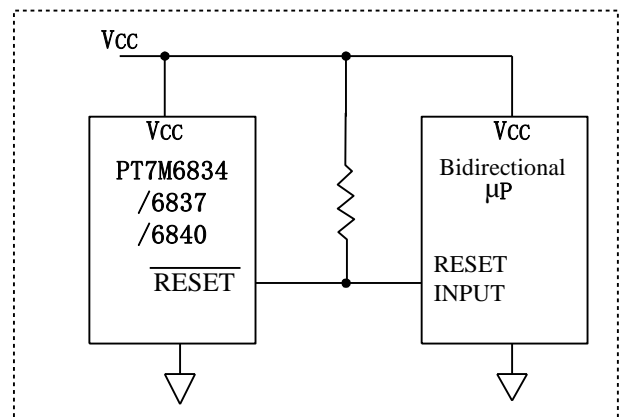 VCC
VCC
PT7M6834
/6837
/6840
RESET
VCC
Bidirectional
µP
RESET
INPUT